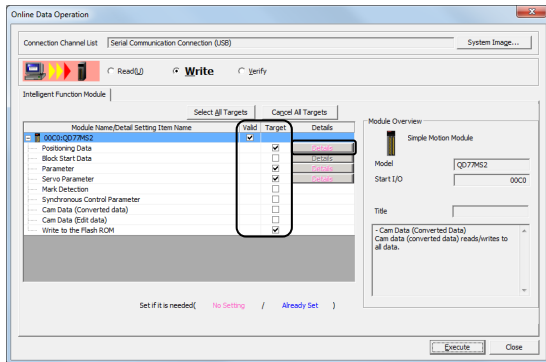 Online Data Operation
Connection Channel List Serial Communication Connection (USB) System Image...
Read(U) Write Verify
Intelligent Function Module
Select All Targets Cancel All Targets
Module Name/Detail Setting Item Name Valid Target Details
00C0:QD77MS2
Positioning Data Details
Block Start Data Details
Parameter Details
Servo Parameter Details
Mark Detection
Synchronous Control Parameter
Cam Data (Converted data)
Cam Data (Edit data)
Write to the Flash ROM
Module Overview
Simple Motion Module
Model QD77MS2
Start I/O 00C0
Title
- Cam Data (Converted Data)
Cam data (converted data) reads/writes to
all data.
Set if it is needed( No Setting / Already Set )
Execute Close